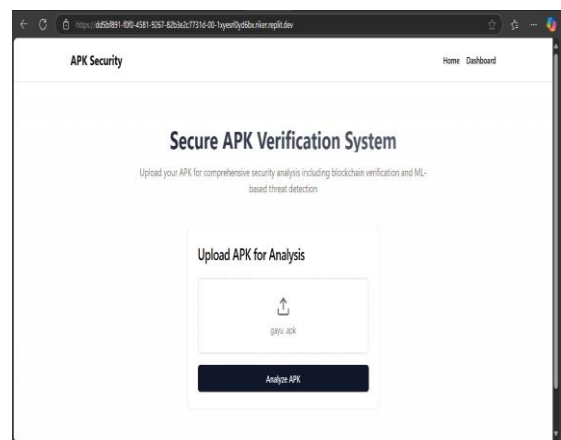 APK Security
Home Dashboard
Secure APK Verification System
Upload your APK for comprehensive security analysis including blockchain verification and ML-
based threat detection
Upload APK for Analysis
gayu apk
Analyze APK